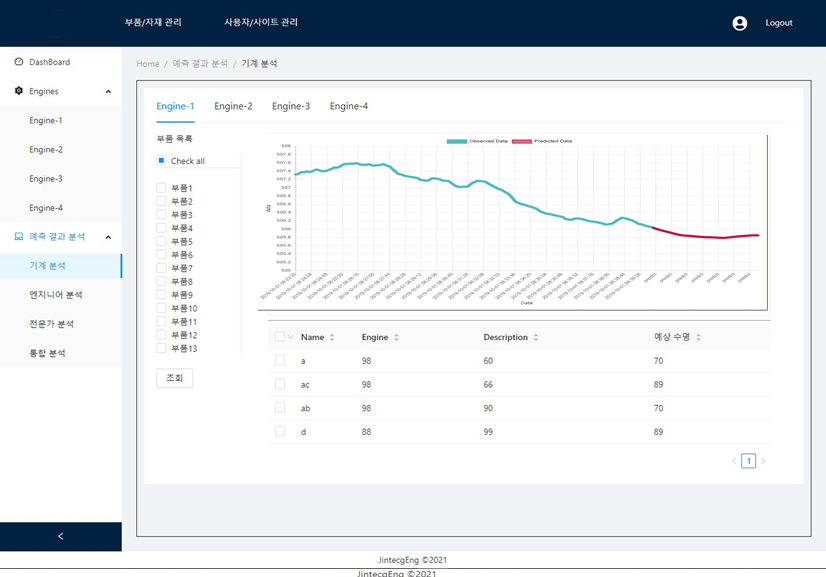 부품/자재 관리 사용자/사이트 관리 Logout
DashBoard
Engines
Engine-1
Engine-2
Engine-3
Engine-4
예측 결과 분석
기계 분석
엔지니어 분석
전문가 분석
통합 분석
Home / 예측 결과 분석 / 기계 분석
Engine-1 Engine-2 Engine-3 Engine-4
부품 목록
Check all
부품1
부품2
부품3
부품4
부품5
부품6
부품7
부품8
부품9
부품10
부품11
부품12
부품13
조회
Observed Data Predicted Data
508
507.8
507.6
507.4
507.2
507
506.8
506.6
506.4
506.2
506
505.8
505.6
505.4
505.2
505
Date
Name Engine Description 예상 수명
a 98 60 70
ac 98 66 89
ab 98 90 70
d 88 99 89
< 1 >
<
JintecgEng ©2021
JintecgEng ©2021